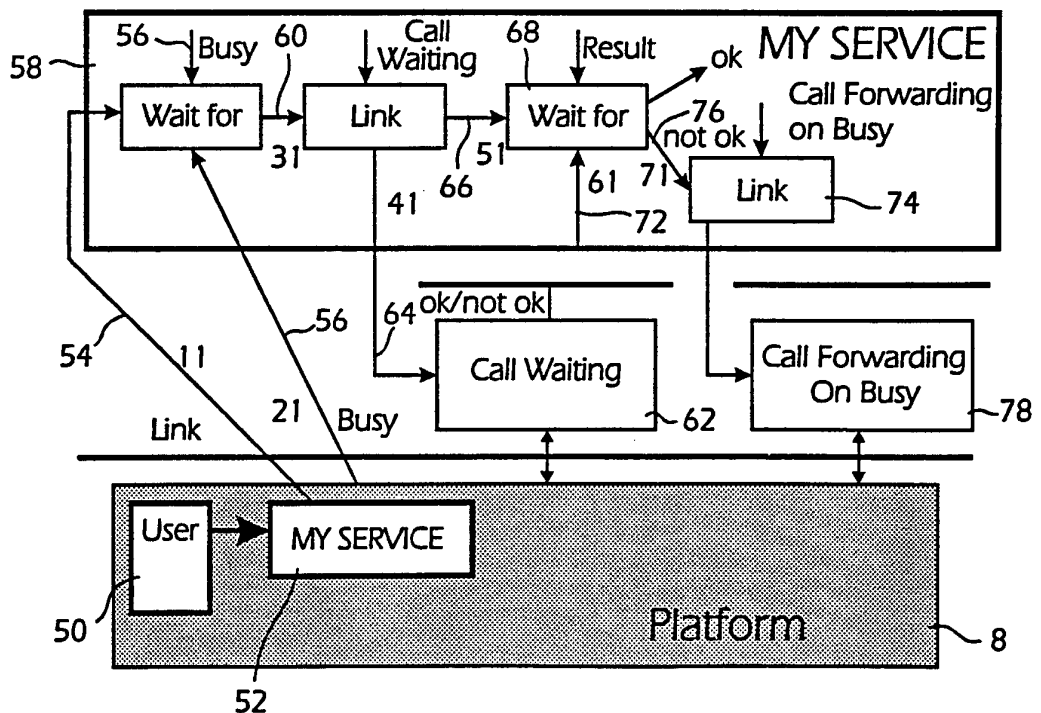 56
Busy
60
Call
Waiting
68
Result
ok
MY SERVICE
58
Wait for
Link
Wait for
76
not ok
Call Forwarding
on Busy
31
66
51
41
61
71
72
Link
74
ok/not ok
64
54
56
11
Call Waiting
62
Call Forwarding
On Busy
78
21
Busy
Link
User
MY SERVICE
50
Platform
8
52